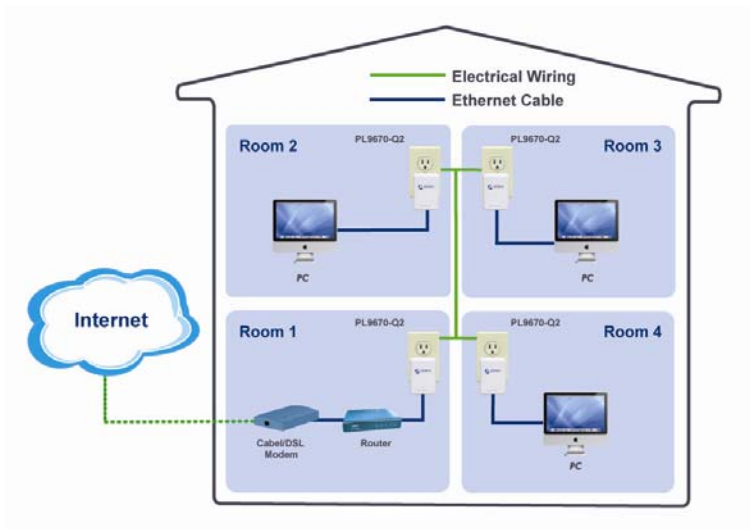 Electrical Wiring
Ethernet Cable
Room 2
PL9670-Q2
PC
PL9670-Q2
Room 3
PC
Internet
Room 1
PL9670-Q2
Cabel/DSL
Modem
Router
PL9670-Q2
Room 4
PC